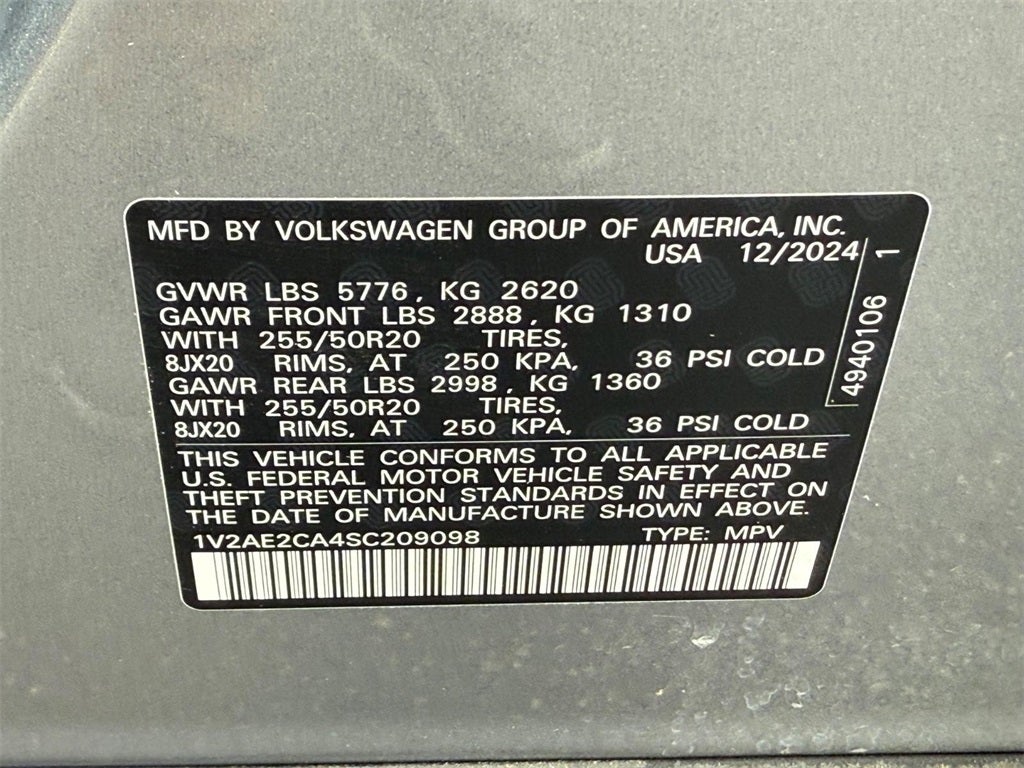 MFD BY VOLKSWAGEN GROUP OF AMERICA, INC.
USA 12/2024
GVWR LBS 5776, KG 2620
GAWR FRONT LBS 2888, KG 1310
WITH 255/50R20 TIRES,
8JX20 RIMS, AT 250 KPA, 36 PSI COLD
GAWR REAR LBS 2998, KG 1360
WITH 255/50R20 TIRES,
8JX20 RIMS, AT 250 KPA, 36 PSI COLD
4940106 1
THIS VEHICLE CONFORMS TO ALL APPLICABLE
U.S. FEDERAL MOTOR VEHICLE SAFETY AND
THEFT PREVENTION STANDARDS IN EFFECT ON
THE DATE OF MANUFACTURE SHOWN ABOVE.
1V2AE2CA4SC209098 TYPE: MPV